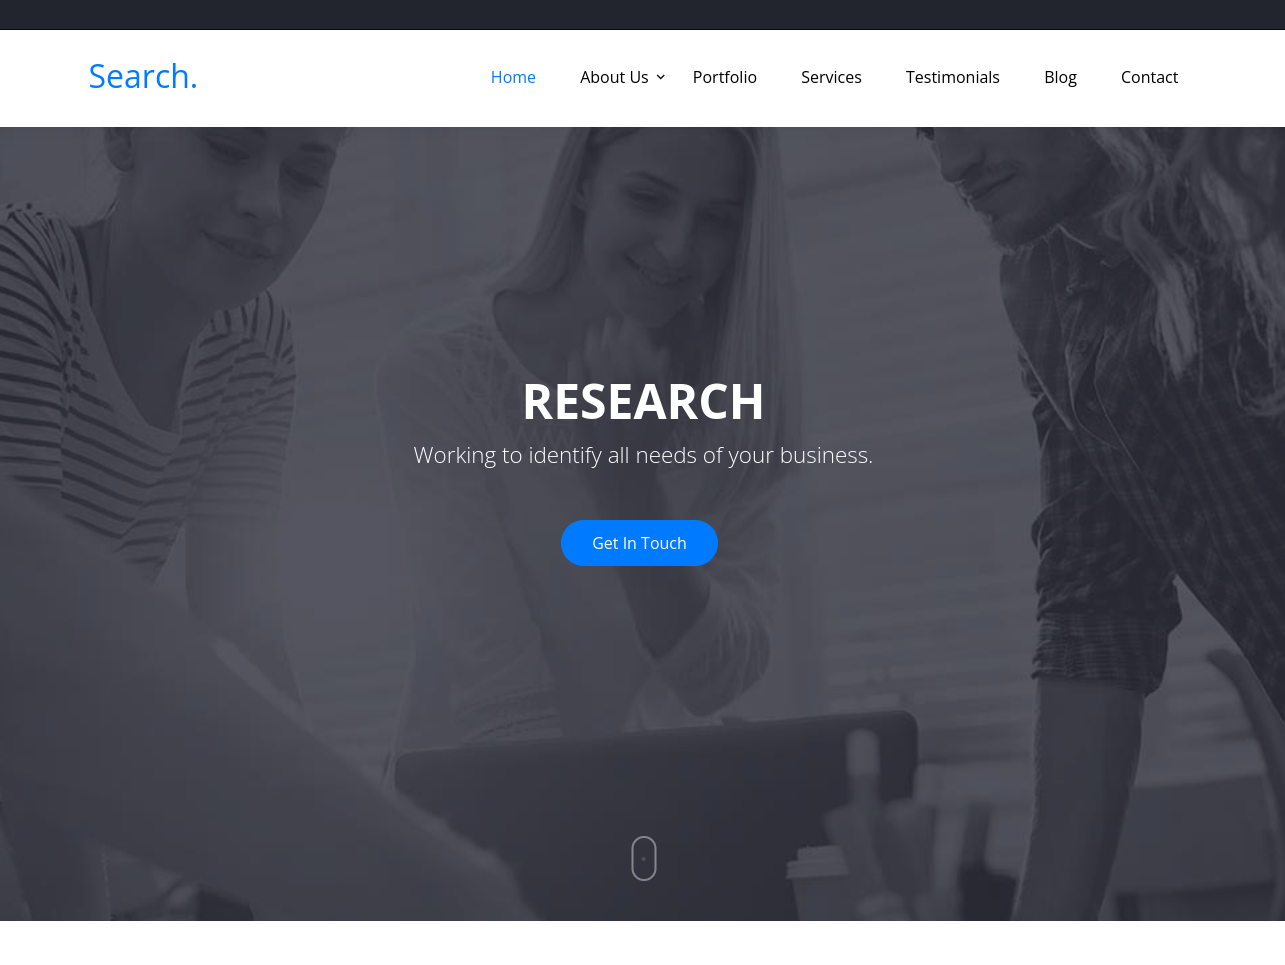 Search.
Home About Us Portfolio Services Testimonials Blog Contact
RESEARCH
Working to identify all needs of your business.
Get In Touch